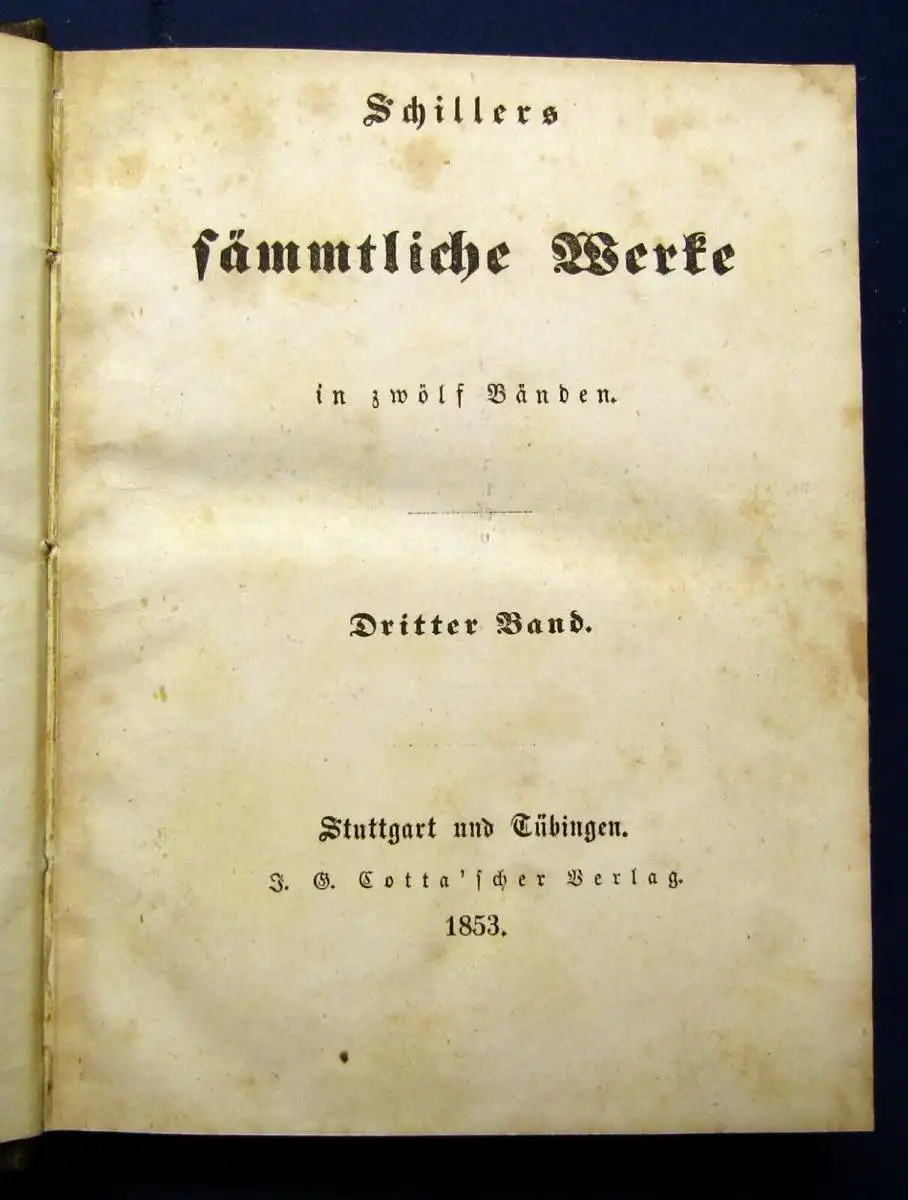 Schillers
sämmtliche Werke
in zwölf Bänden.
Dritter Band.
Stuttgart und Tübingen.
J. G. Cotta'scher Verlag.
1853.